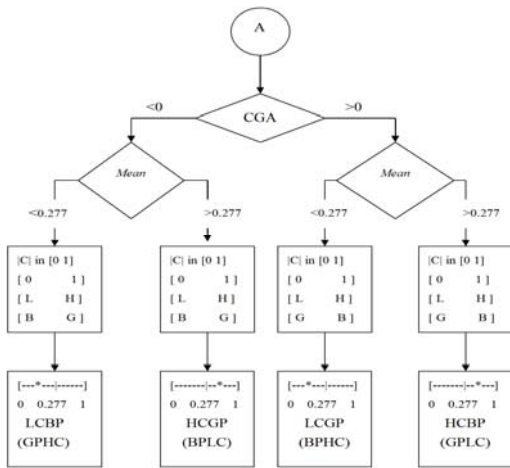 A
<0 >0
CGA
Mean Mean
<0.277 >0.277 <0.277 >0.277
|C| in [0 1] |C| in [0 1] |C| in [0 1] |C| in [0 1]
[ 0 1 ] [ 0 1 ] [ 0 1 ] [ 0 1 ]
[ L H ] [ L H ] [ L H ] [ L H ]
[ B G ] [ B G ] [ G B ] [ G B ]
[---*---|------] [-------|--*---] [---*---|------] [-------|--*---]
0 0.277 1 0 0.277 1 0 0.277 1 0 0.277 1
LCBP HCGP LCGP HCBP
(GPHC) (BPLC) (BPHC) (GPLC)